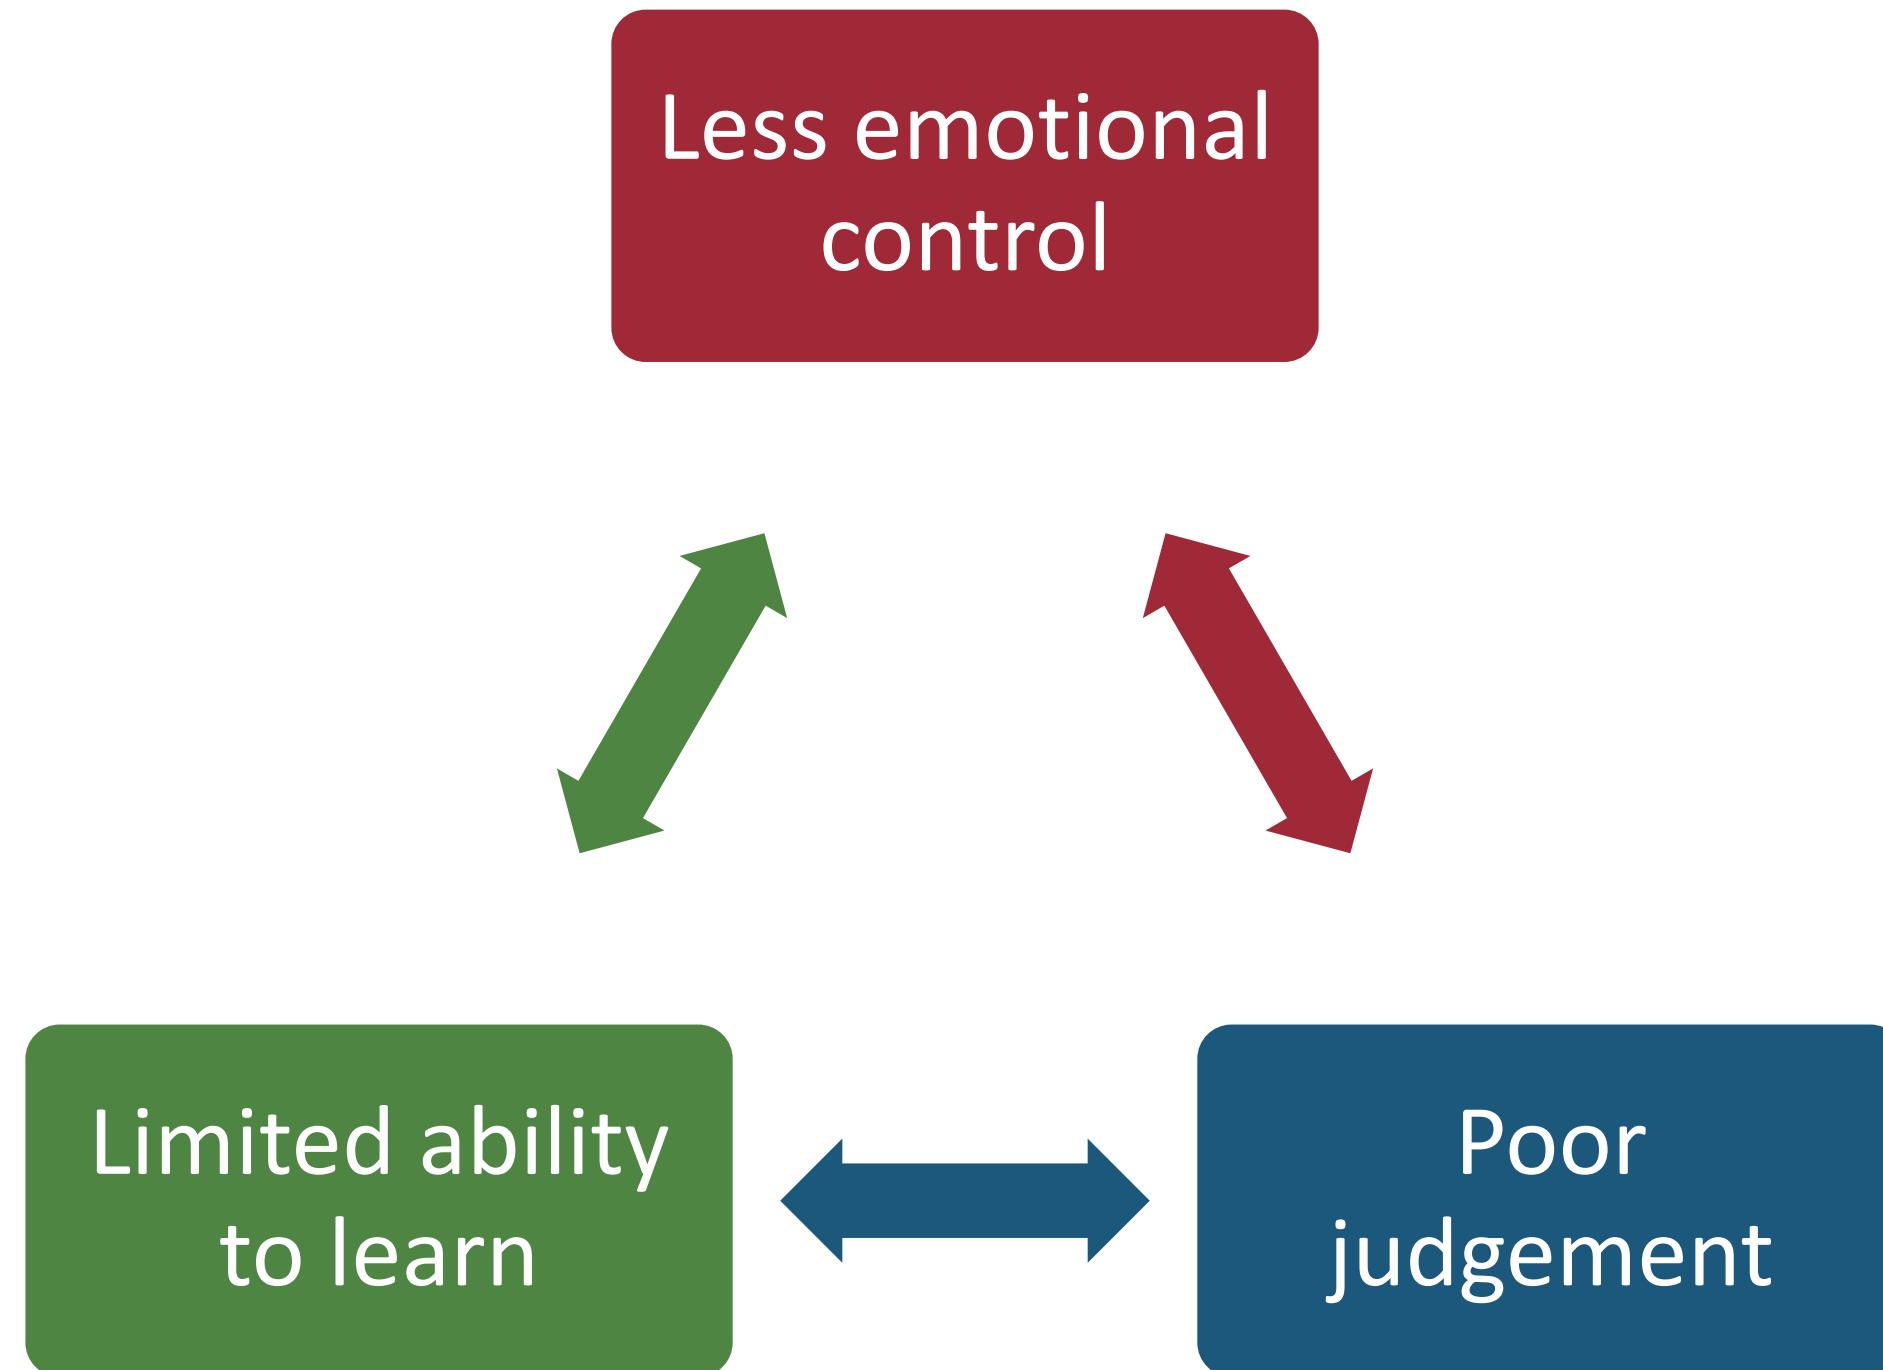 Less emotional
control
Limited ability
to learn
Poor
judgement